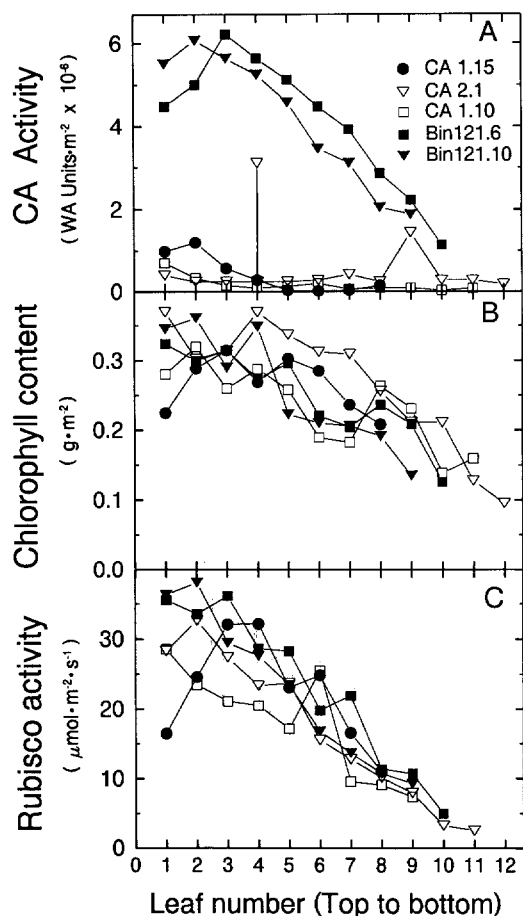 A
6
4
2
0
CA Activity
( WA Units·m⁻² x 10⁻⁶)
CA 1.15
CA 2.1
CA 1.10
Bin121.6
Bin121.10
B
0.3
0.2
0.1
0.0
Chlorophyll content
( g·m⁻²)
C
30
20
10
0
Rubisco activity
( μmol·m⁻²·s⁻¹)
1 2 3 4 5 6 7 8 9 10 11 12
Leaf number (Top to bottom)